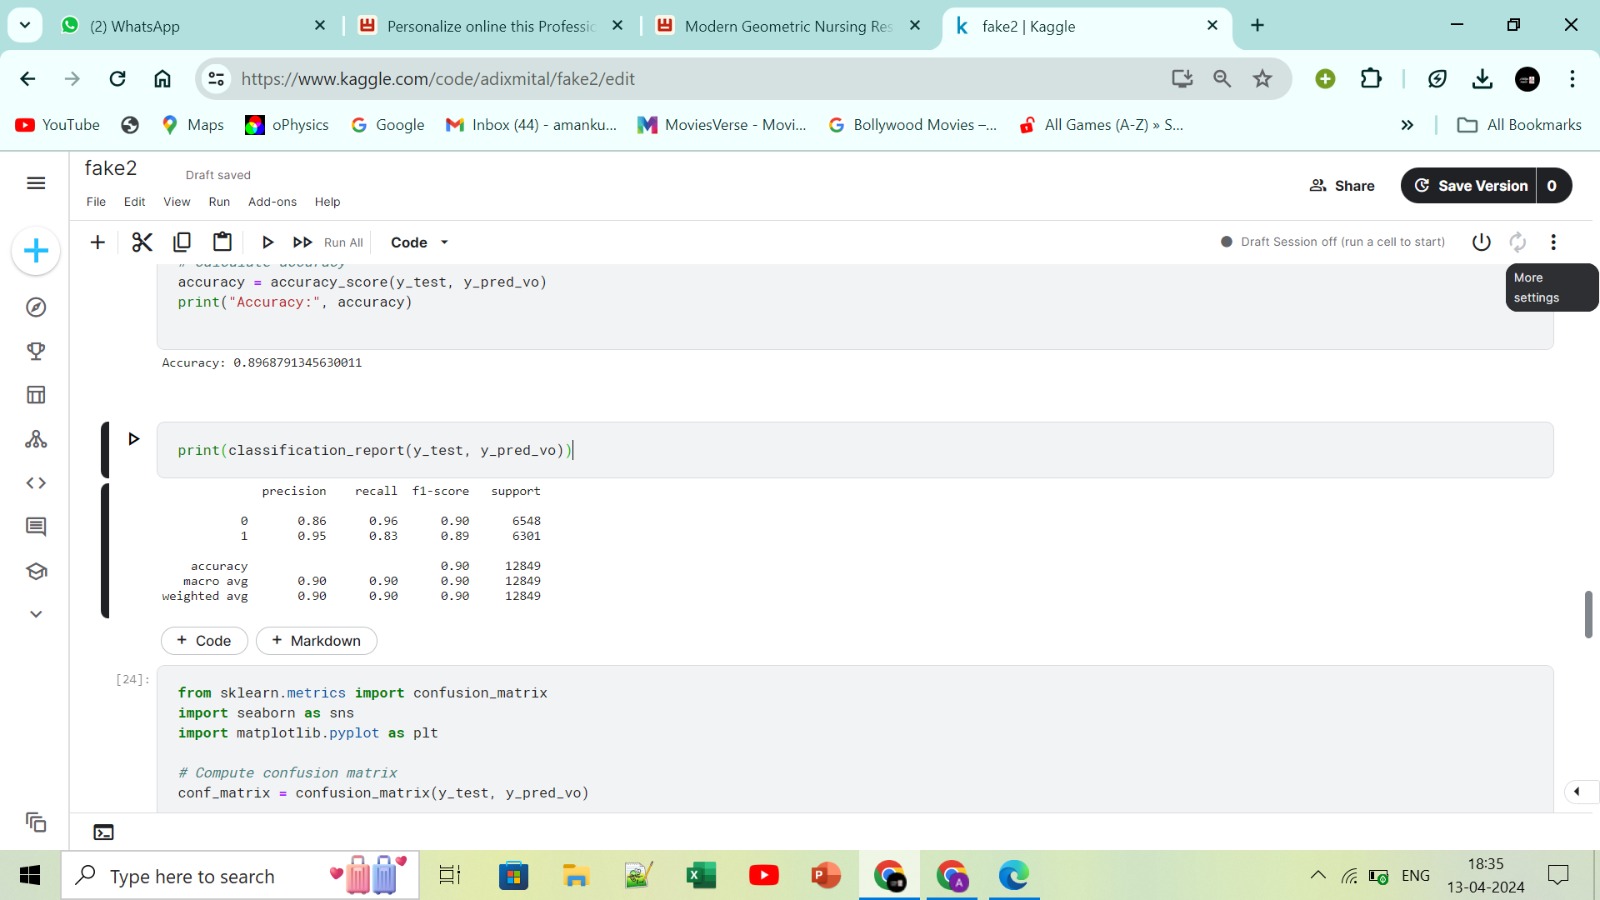 (2) WhatsApp
Personalize online this Professic
Modern Geometric Nursing Res
fake2 | Kaggle
https://www.kaggle.com/code/adixmital/fake2/edit
YouTube
Maps
oPhysics
Google
Inbox (44) - amanku...
MoviesVerse - Movi...
Bollywood Movies –...
All Games (A-Z) » S...
»
All Bookmarks
fake2
Draft saved
File Edit View Run Add-ons Help
Share
Save Version 0
Run All
Code
Draft Session off (run a cell to start)
More
settings
# Calculate accuracy
accuracy = accuracy_score(y_test, y_pred_vo)
print("Accuracy:", accuracy)
Accuracy: 0.8968791345630011
print(classification_report(y_test, y_pred_vo))
precision recall f1-score support
0 0.86 0.96 0.90 6548
1 0.95 0.83 0.89 6301
accuracy 0.90 12849
macro avg 0.90 0.90 0.90 12849
weighted avg 0.90 0.90 0.90 12849
+ Code
+ Markdown
[24]:
from sklearn.metrics import confusion_matrix
import seaborn as sns
import matplotlib.pyplot as plt
# Compute confusion matrix
conf_matrix = confusion_matrix(y_test, y_pred_vo)
Type here to search
ENG
18:35
13-04-2024